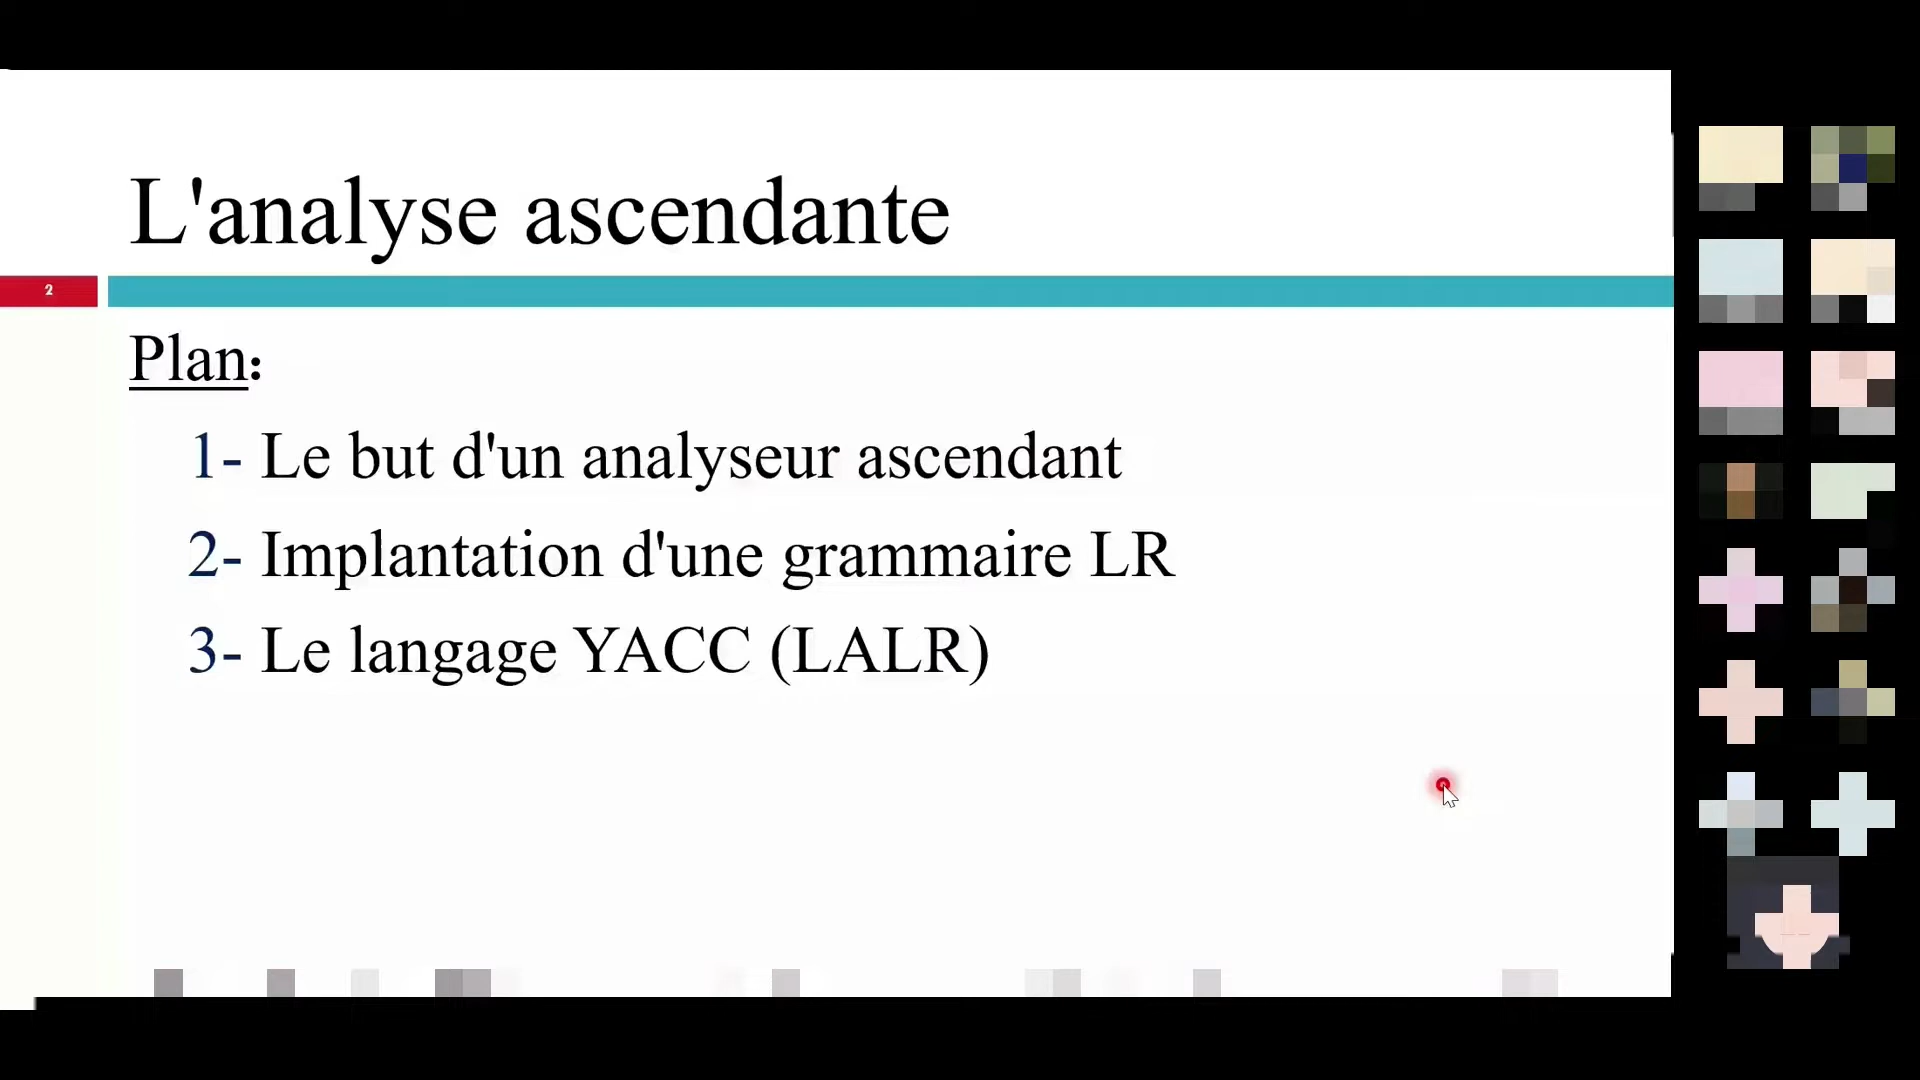 L'analyse ascendante
2
Plan:
1- Le but d'un analyseur ascendant
2- Implantation d'une grammaire LR
3- Le langage YACC (LALR)